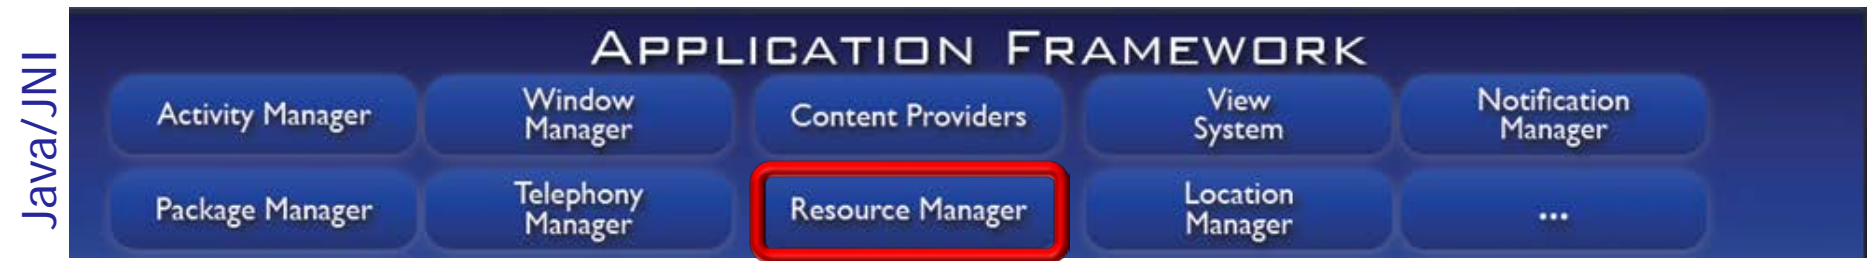 Java/JNI
APPLICATION FRAMEWORK
Activity Manager
Window
Manager
Content Providers
View
System
Notification
Manager
Package Manager
Telephony
Manager
Resource Manager
Location
Manager
...